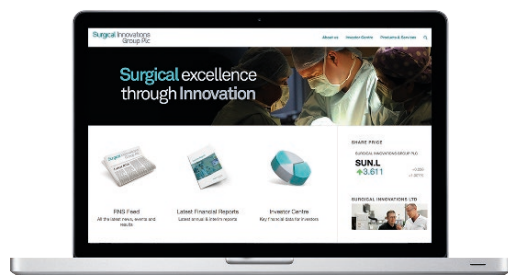 Surgical Innovations
Group Plc
About us
Investor Centre
Products & Services
Surgical excellence
through Innovation
RNS Feed
All the latest news, events and
results
Latest Financial Reports
Latest annual & interim reports
Investor Centre
Key financial data for investors
SHARE PRICE
SURGICAL INNOVATIONS GROUP PLC
SUN.L
3.611
SURGICAL INNOVATIONS LTD